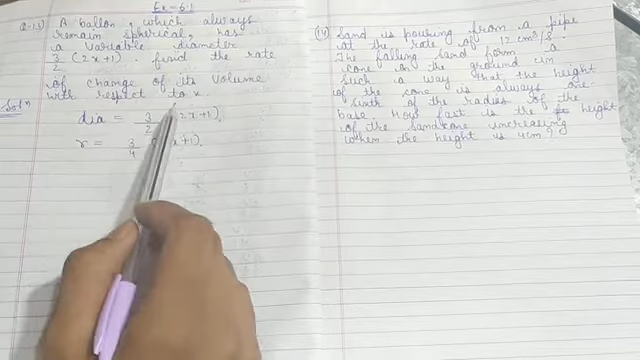 Ex - 6.1
Q-13) A ballon, which always
remain spherical, has
a variable diameter
3/2 (2x+1). find the rate
of change of its volume
with respect to x.
Solⁿ
dia = 3/2 2x+1)
r = 3/4 x+1).
(14) Sand is pouring from a pipe
at the rate of 12 cm³/s
The falling sand form a
cone on the ground in
such a way that the height
of the cone is always one
sixth of the radius of the
base. How fast is the height
of the sand cone increasing
when the height is 4cm?